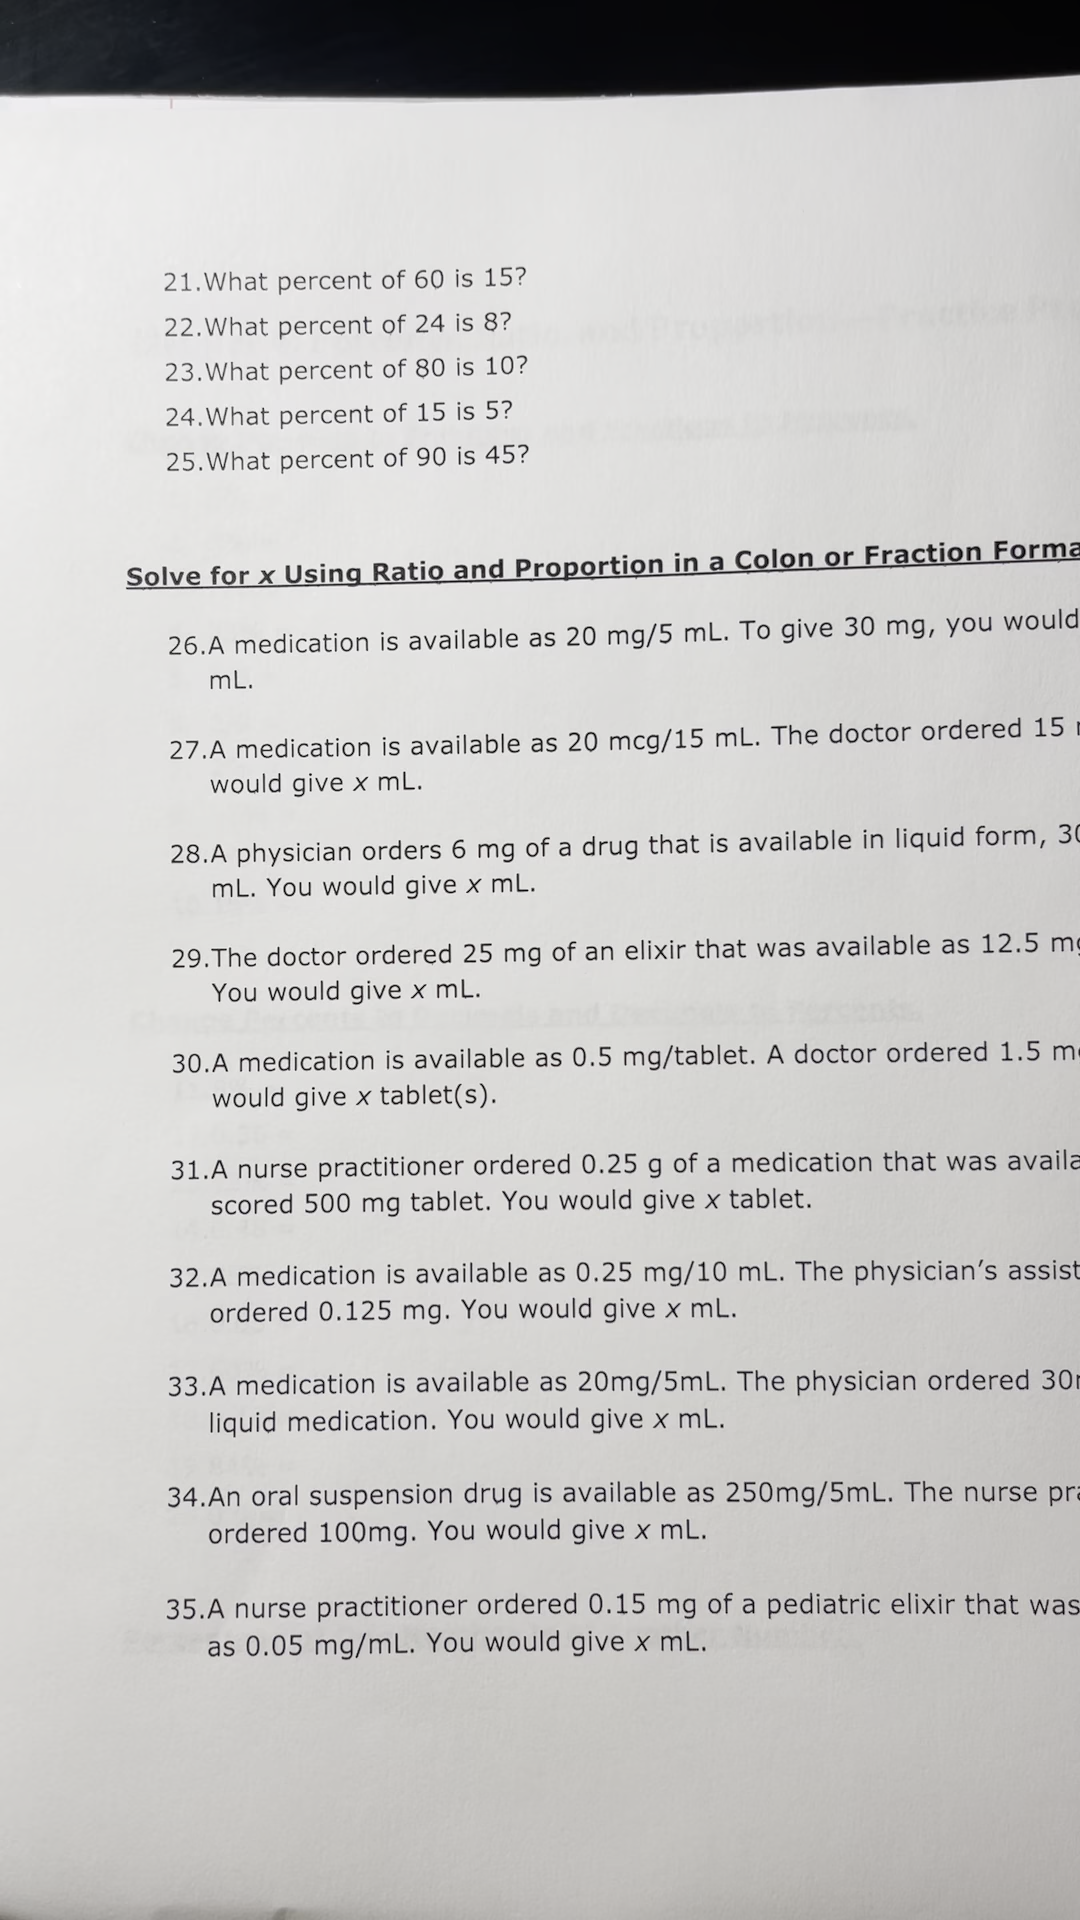 21.What percent of 60 is 15?
22.What percent of 24 is 8?
23.What percent of 80 is 10?
24.What percent of 15 is 5?
25.What percent of 90 is 45?
Solve for x Using Ratio and Proportion in a Colon or Fraction Forma
26.A medication is available as 20 mg/5 mL. To give 30 mg, you would
mL.
27.A medication is available as 20 mcg/15 mL. The doctor ordered 15
would give x mL.
28.A physician orders 6 mg of a drug that is available in liquid form, 30
mL. You would give x mL.
29.The doctor ordered 25 mg of an elixir that was available as 12.5 mg
You would give x mL.
30.A medication is available as 0.5 mg/tablet. A doctor ordered 1.5 m
would give x tablet(s).
31.A nurse practitioner ordered 0.25 g of a medication that was availa
scored 500 mg tablet. You would give x tablet.
32.A medication is available as 0.25 mg/10 mL. The physician’s assist
ordered 0.125 mg. You would give x mL.
33.A medication is available as 20mg/5mL. The physician ordered 30
liquid medication. You would give x mL.
34.An oral suspension drug is available as 250mg/5mL. The nurse pra
ordered 100mg. You would give x mL.
35.A nurse practitioner ordered 0.15 mg of a pediatric elixir that was
as 0.05 mg/mL. You would give x mL.